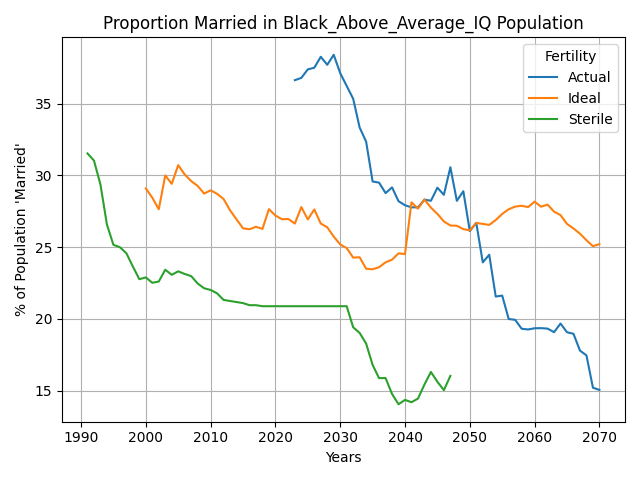 Proportion Married in Black_Above_Average_IQ Population
% of Population 'Married'
Fertility
Actual
Ideal
Sterile
35
30
25
20
15
1990 2000 2010 2020 2030 2040 2050 2060 2070
Years